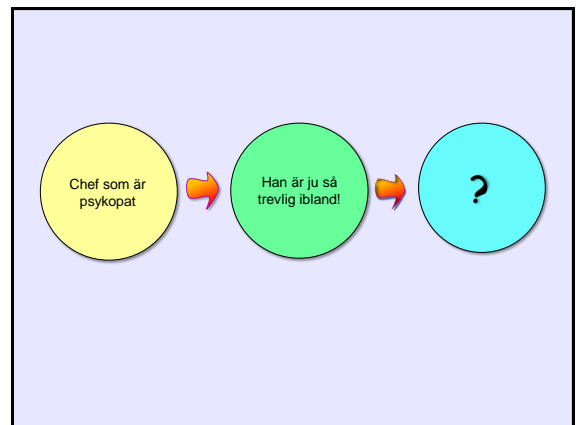 Chef som är
psykopat
Han är ju så
trevlig ibland!
?